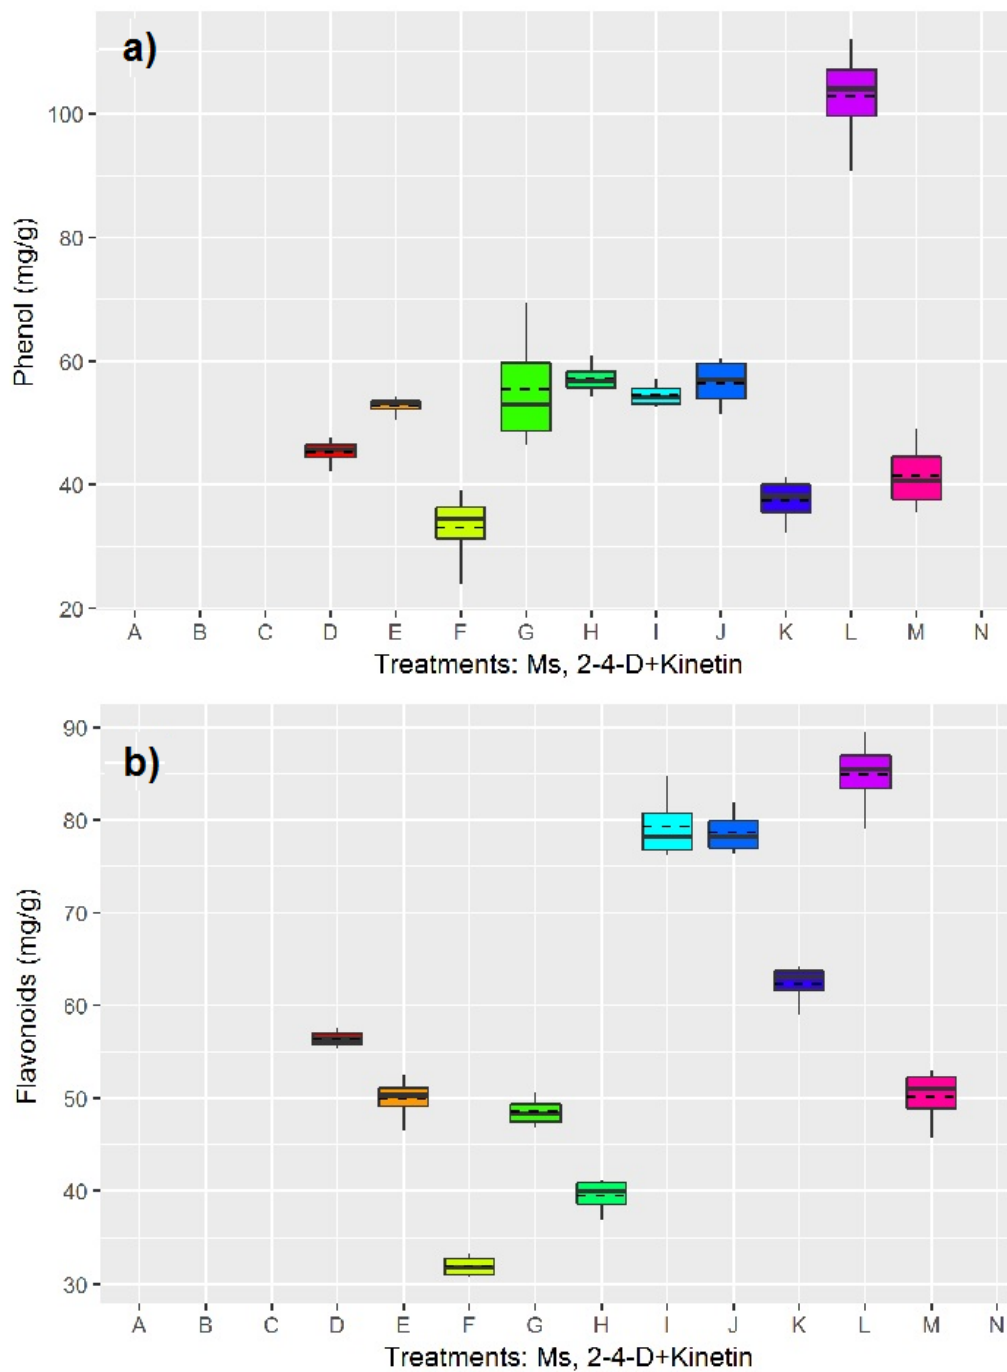 a)
Phenol (mg/g)
100
80
60
40
20
A B C D E F G H I J K L M N
Treatments: Ms, 2-4-D+Kinetin
b)
Flavonoids (mg/g)
90
80
70
60
50
40
30
A B C D E F G H I J K L M N
Treatments: Ms, 2-4-D+Kinetin